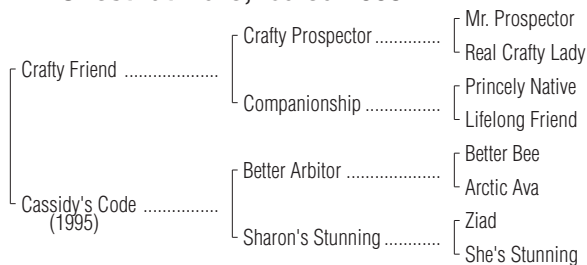 Mr. Prospector
Crafty Prospector ..............
Real Crafty Lady
Crafty Friend ....................
Princely Native
Companionship ................
Lifelong Friend
Better Bee
Better Arbitor ....................
Arctic Ava
Cassidy's Code ................
(1995)
Ziad
Sharon's Stunning ............
She's Stunning